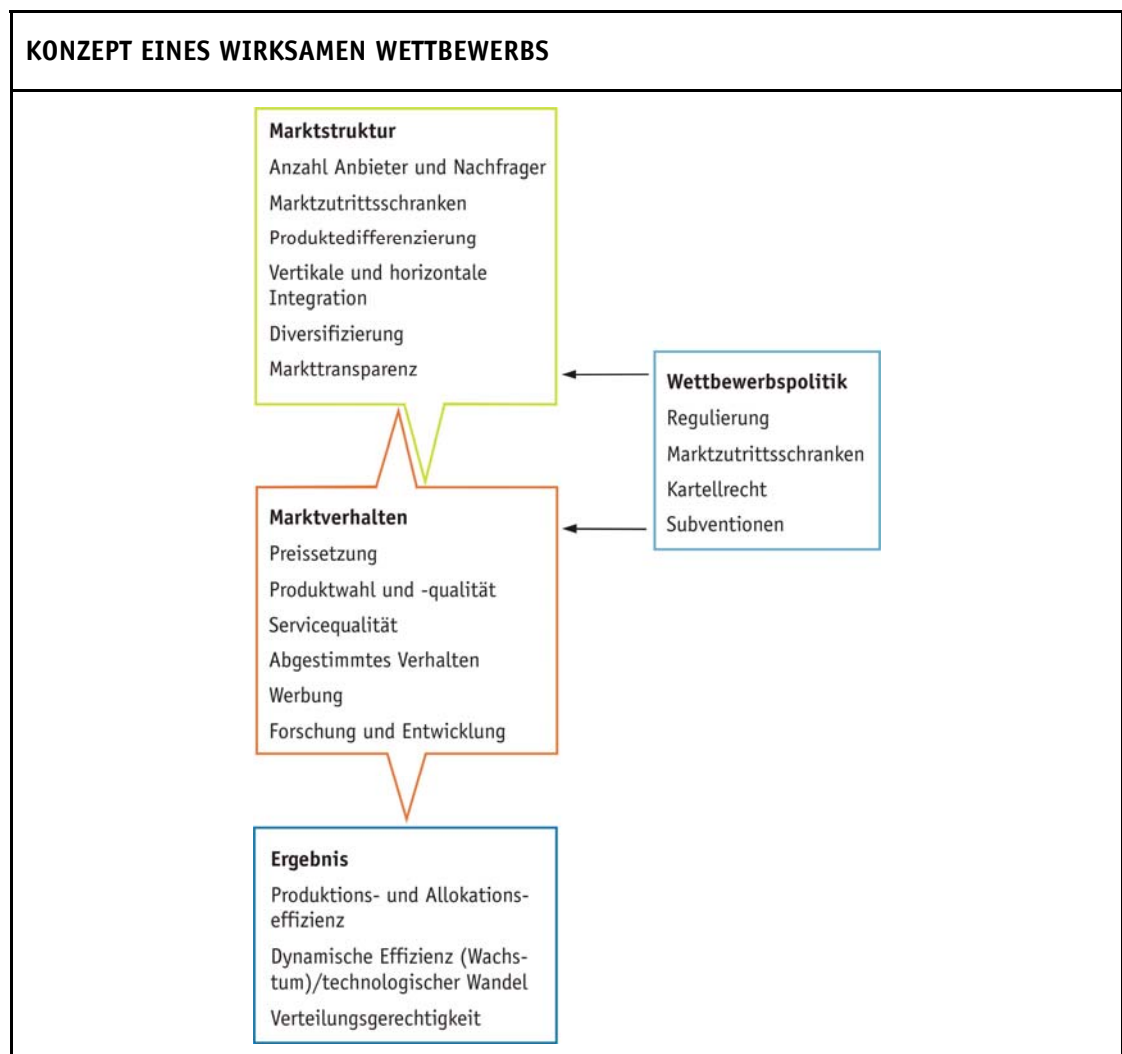 KONZEPT EINES WIRKSAMEN WETTBEWERBS
Marktstruktur
Anzahl Anbieter und Nachfrager
Marktzutrittsschranken
Produktedifferenzierung
Vertikale und horizontale
Integration
Diversifizierung
Markttransparenz
Wettbewerbspolitik
Regulierung
Marktzutrittsschranken
Kartellrecht
Subventionen
Marktverhalten
Preissetzung
Produktwahl und -qualität
Servicequalität
Abgestimmtes Verhalten
Werbung
Forschung und Entwicklung
Ergebnis
Produktions- und Allokations-
effizienz
Dynamische Effizienz (Wachs-
tum)/technologischer Wandel
Verteilungsgerechtigkeit